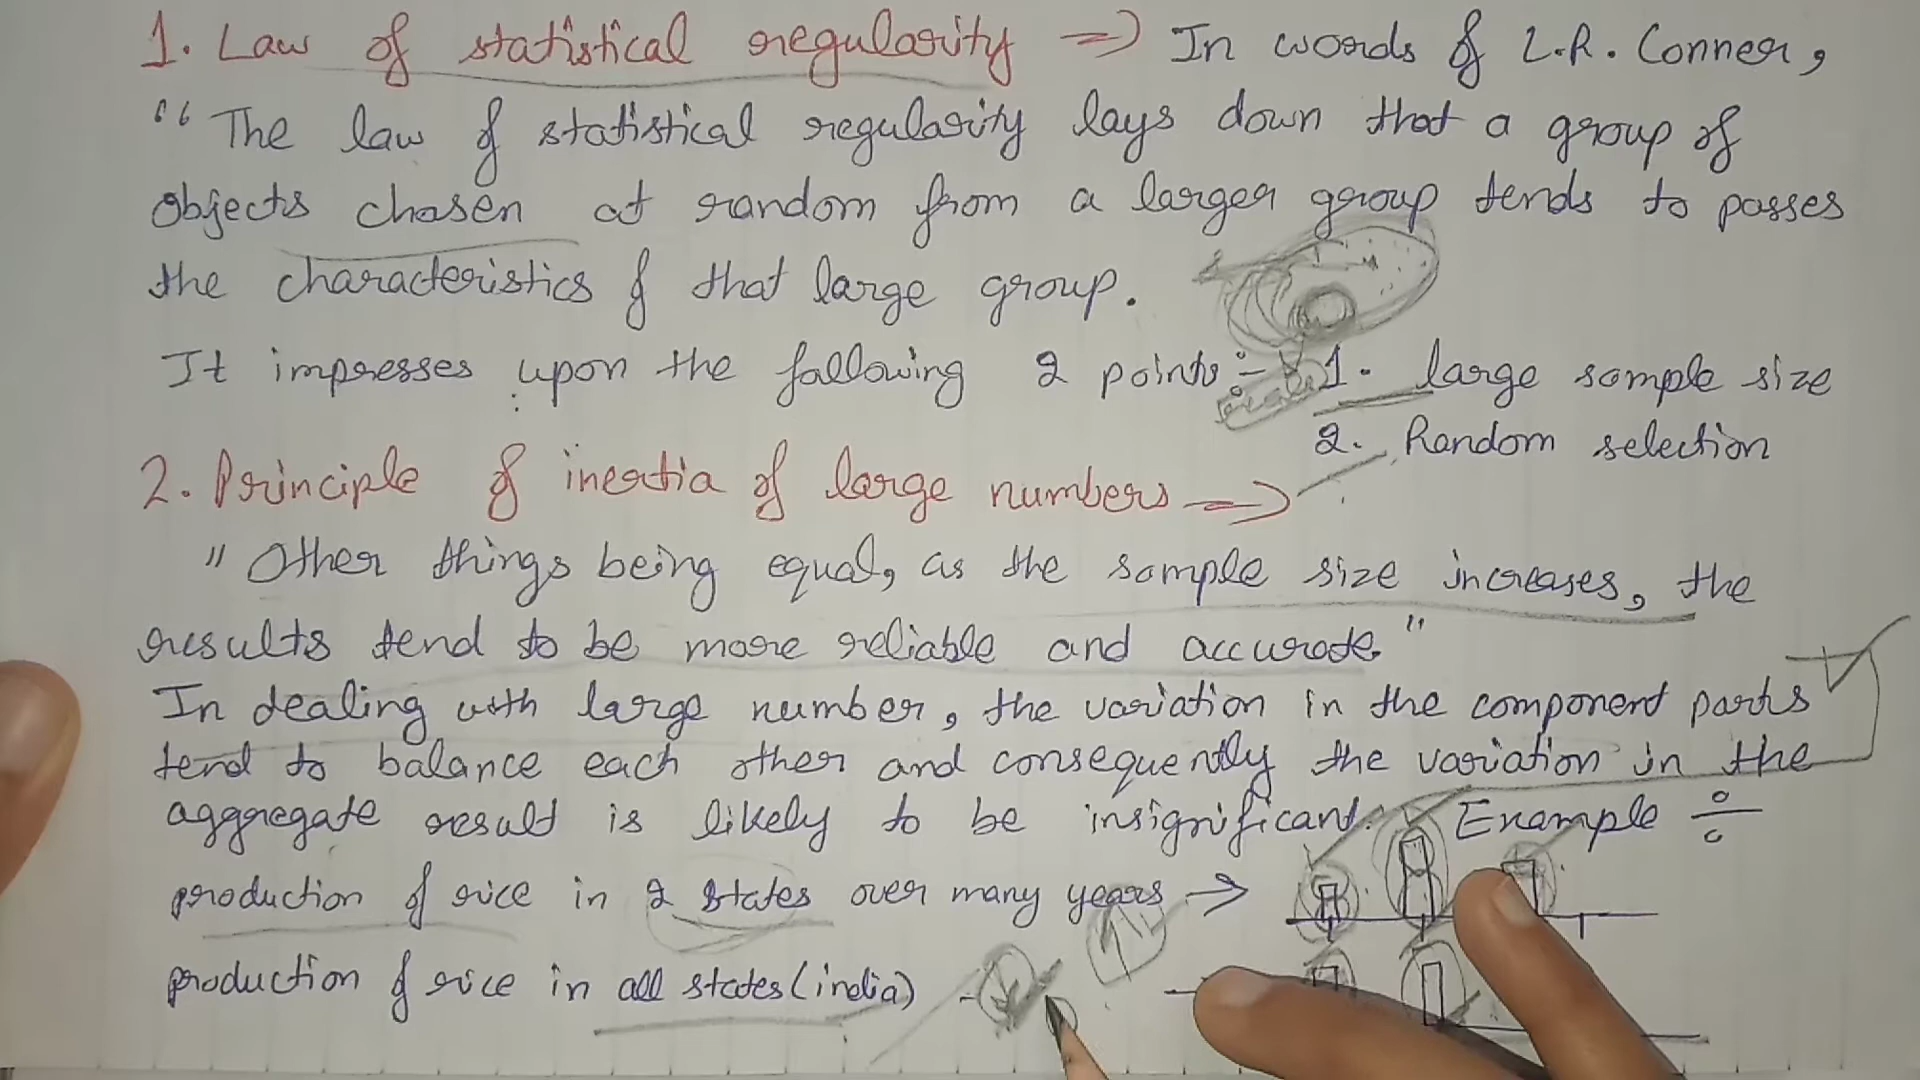 1. Law of statistical regularity => In words of L.R. Conner,
"The law of statistical regularity lays down that a group of
objects chosen at random from a larger group tends to posses
the characteristics of that large group.
It impresses upon the following 2 points :- 1. large sample size
2. Random selection
2. Principle of inertia of large numbers =>
"Other things being equal, as the sample size increases, the
results tend to be more reliable and accurate"
In dealing with large number, the variation in the component parts
tend to balance each other and consequently the variation in the
aggregate result is likely to be insignificant. Example ÷
production of rice in 2 states over many years →
production of rice in all states (india)